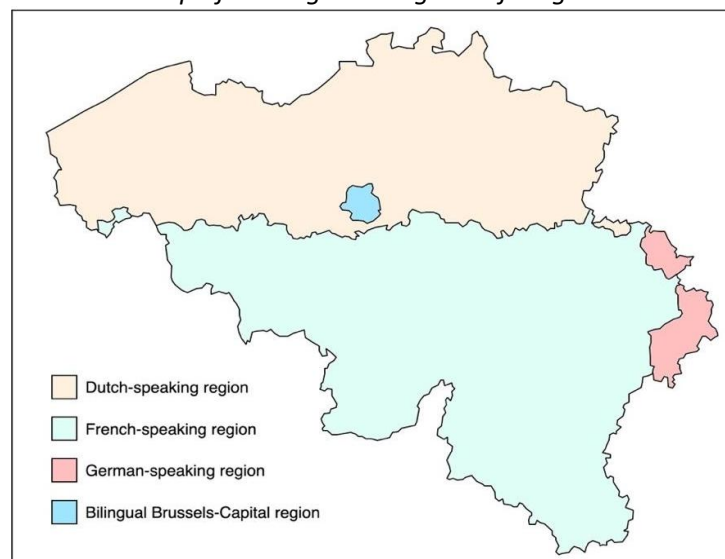 Dutch-speaking region
French-speaking region
German-speaking region
Bilingual Brussels-Capital region